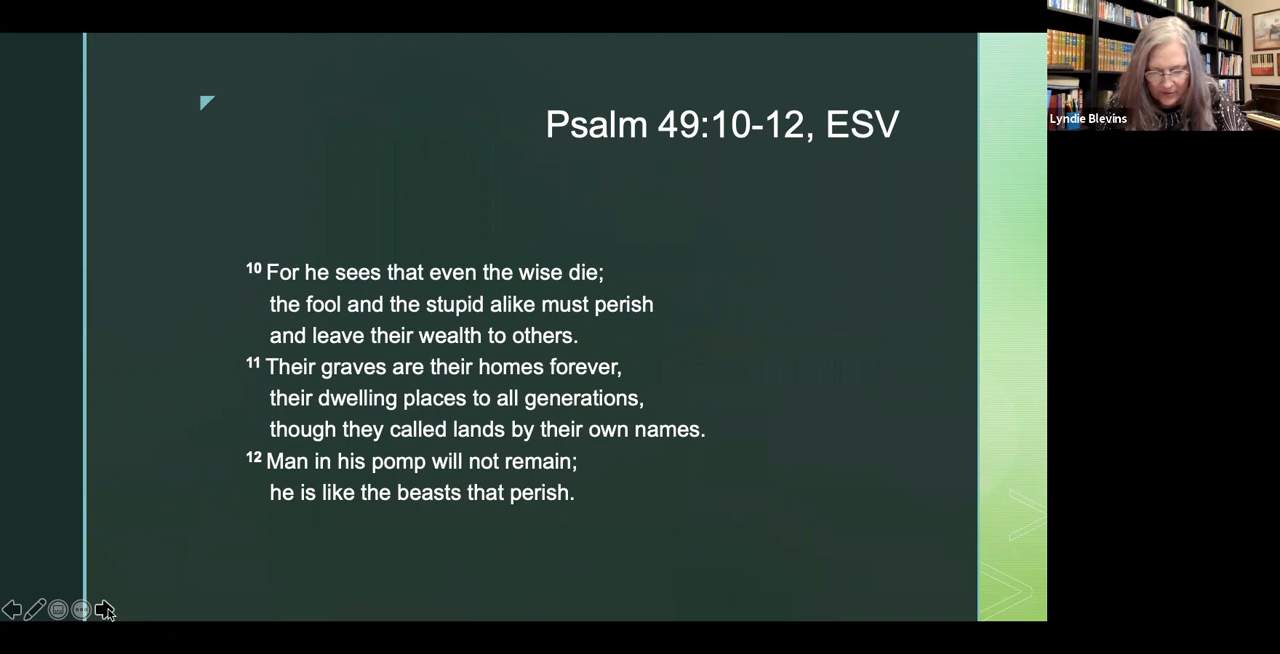 Psalm 49:10-12, ESV
10 For he sees that even the wise die;
the fool and the stupid alike must perish
and leave their wealth to others.
11 Their graves are their homes forever,
their dwelling places to all generations,
though they called lands by their own names.
12 Man in his pomp will not remain;
he is like the beasts that perish.
Lyndie Blevins